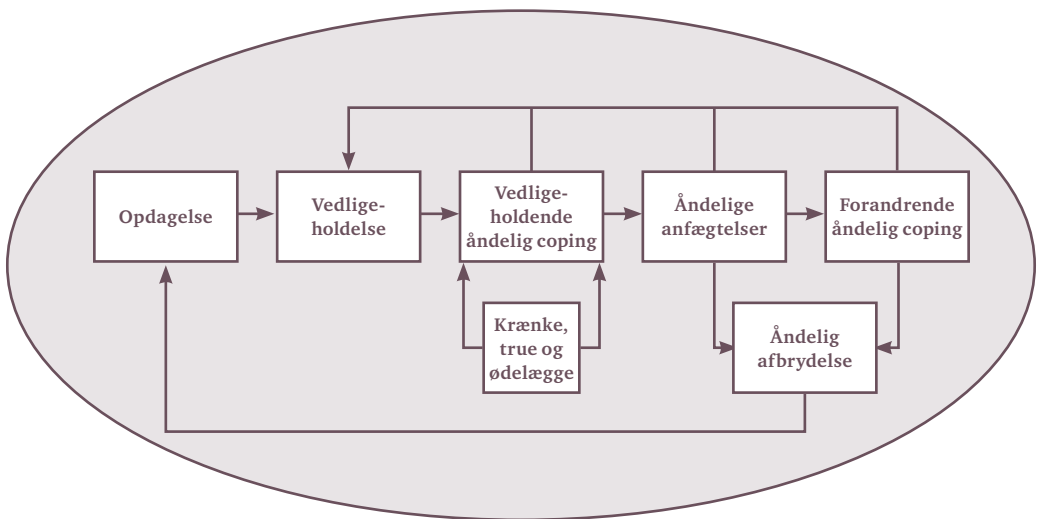 Opdagelse
Vedlige-
holdelse
Vedlige-
holdende
åndelig coping
Åndelige
anfægtelser
Forandrende
åndelig coping
Krænke,
true og
ødelægge
Åndelig
afbrydelse